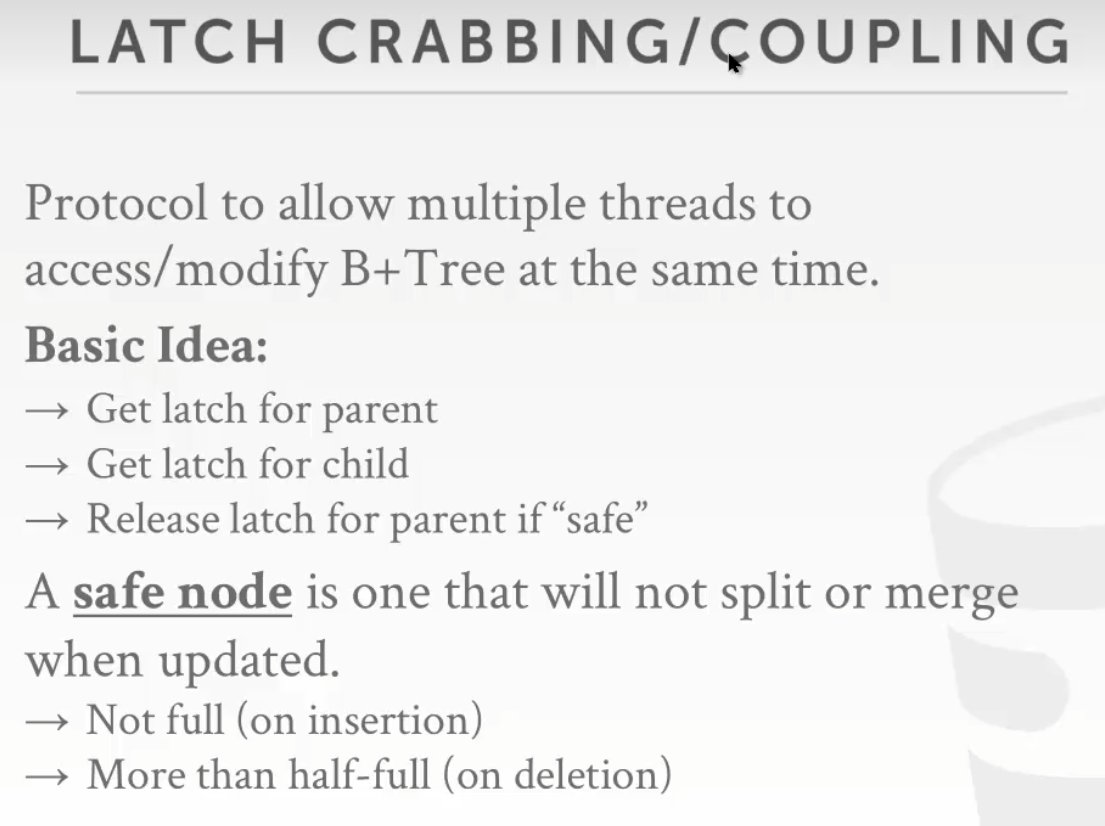 LATCH CRABBING/COUPLING
Protocol to allow multiple threads to
access/modify B+Tree at the same time.
Basic Idea:
→ Get latch for parent
→ Get latch for child
→ Release latch for parent if “safe”
A safe node is one that will not split or merge
when updated.
→ Not full (on insertion)
→ More than half-full (on deletion)